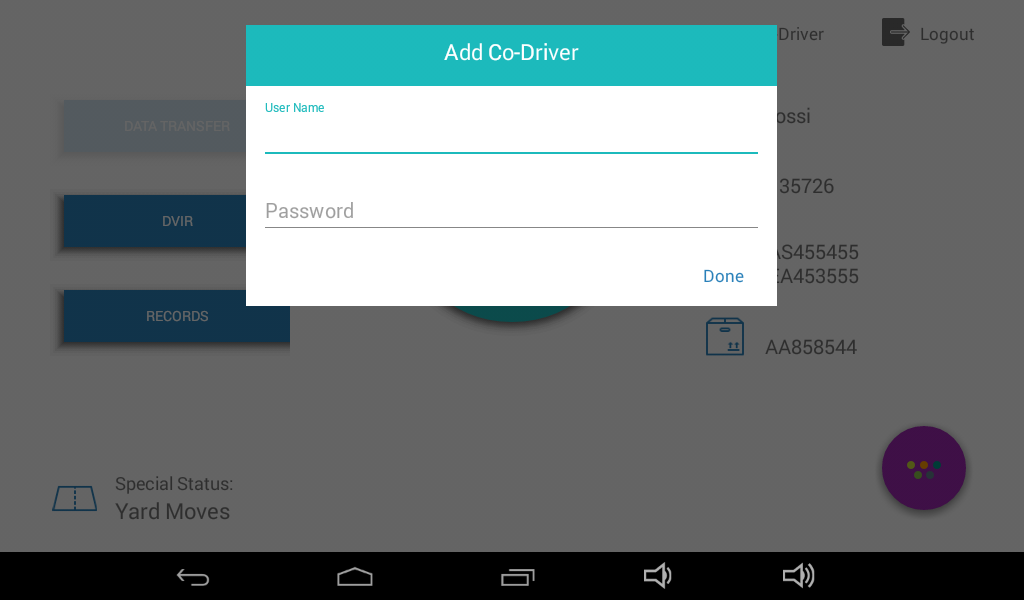 Add Co-Driver
-Driver
Logout
User Name
DATA TRANSFER
ossi
35726
Password
DVIR
AS455455
EA453555
Done
RECORDS
AA858544
Special Status:
Yard Moves